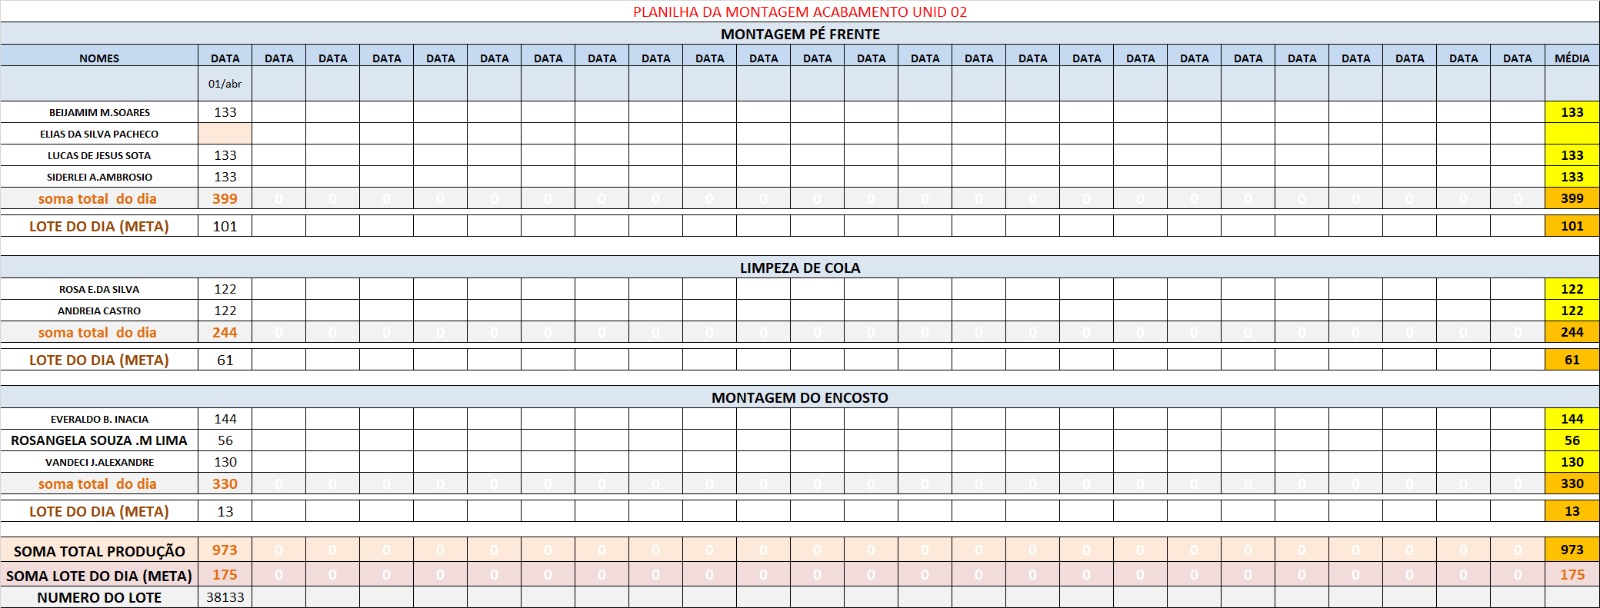 PLANILHA DA MONTAGEM ACABAMENTO UNID 02
MONTAGEM PÉ FRENTE
NOMES DATA DATA DATA DATA DATA DATA DATA DATA DATA DATA DATA DATA DATA DATA DATA DATA DATA DATA DATA DATA DATA DATA DATA DATA DATA MÉDIA
01/abr
BEIJAMIM M.SOARES 133 133
ELIAS DA SILVA PACHECO
LUCAS DE JESUS SOTA 133 133
SIDERLEI A.AMBROSIO 133 133
soma total do dia 399 0 0 0 0 0 0 0 0 0 0 0 0 0 0 0 0 0 0 0 0 0 0 0 0 399
LOTE DO DIA (META) 101 101
LIMPEZA DE COLA
ROSA E.DA SILVA 122 122
ANDREIA CASTRO 122 122
soma total do dia 244 0 0 0 0 0 0 0 0 0 0 0 0 0 0 0 0 0 0 0 0 0 0 0 0 244
LOTE DO DIA (META) 61 61
MONTAGEM DO ENCOSTO
EVERALDO B. INACIA 144 144
ROSANGELA SOUZA .M LIMA 56 56
VANDECI J.ALEXANDRE 130 130
soma total do dia 330 0 0 0 0 0 0 0 0 0 0 0 0 0 0 0 0 0 0 0 0 0 0 0 0 330
LOTE DO DIA (META) 13 13
SOMA TOTAL PRODUÇÃO 973 0 0 0 0 0 0 0 0 0 0 0 0 0 0 0 0 0 0 0 0 0 0 0 0 973
SOMA LOTE DO DIA (META) 175 0 0 0 0 0 0 0 0 0 0 0 0 0 0 0 0 0 0 0 0 0 0 0 0 175
NUMERO DO LOTE 38133